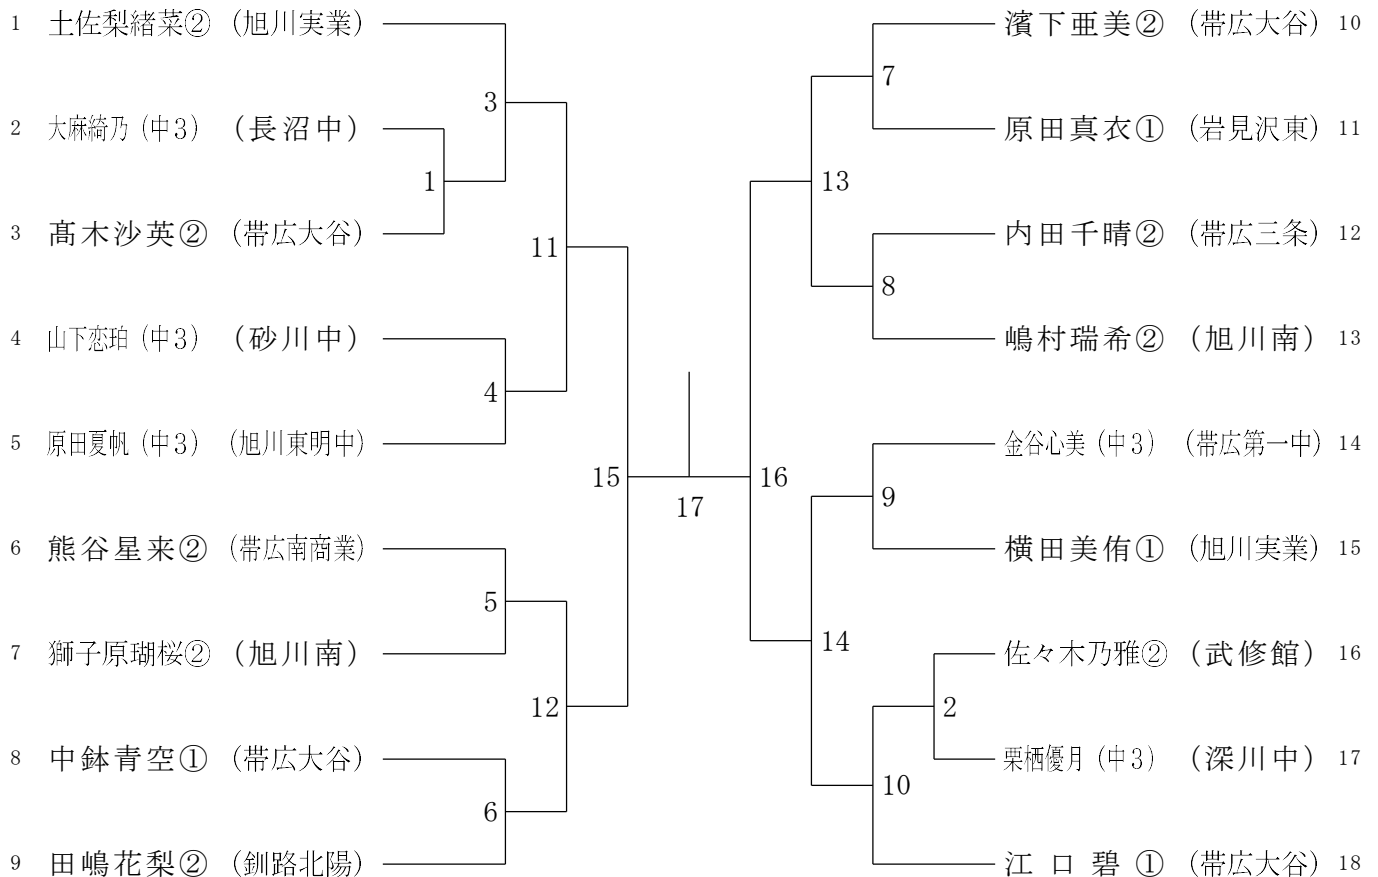 1 土佐梨緒菜② (旭川実業)
2 大麻綺乃 (中3) (長沼中)
3 髙木沙英② (帯広大谷)
4 山下恋珀 (中3) (砂川中)
5 原田夏帆 (中3) (旭川東明中)
6 熊谷星来② (帯広南商業)
7 獅子原瑚桜② (旭川南)
8 中鉢青空① (帯広大谷)
9 田嶋花梨② (釧路北陽)
3
1
11
4
15
5
12
6
17
7
13
8
16
9
14
2
10
濱下亜美② (帯広大谷) 10
原田真衣① (岩見沢東) 11
内田千晴② (帯広三条) 12
嶋村瑞希② (旭川南) 13
金谷心美 (中3) (帯広第一中) 14
横田美侑① (旭川実業) 15
佐々木乃雅② (武修館) 16
栗栖優月 (中3) (深川中) 17
江口碧① (帯広大谷) 18